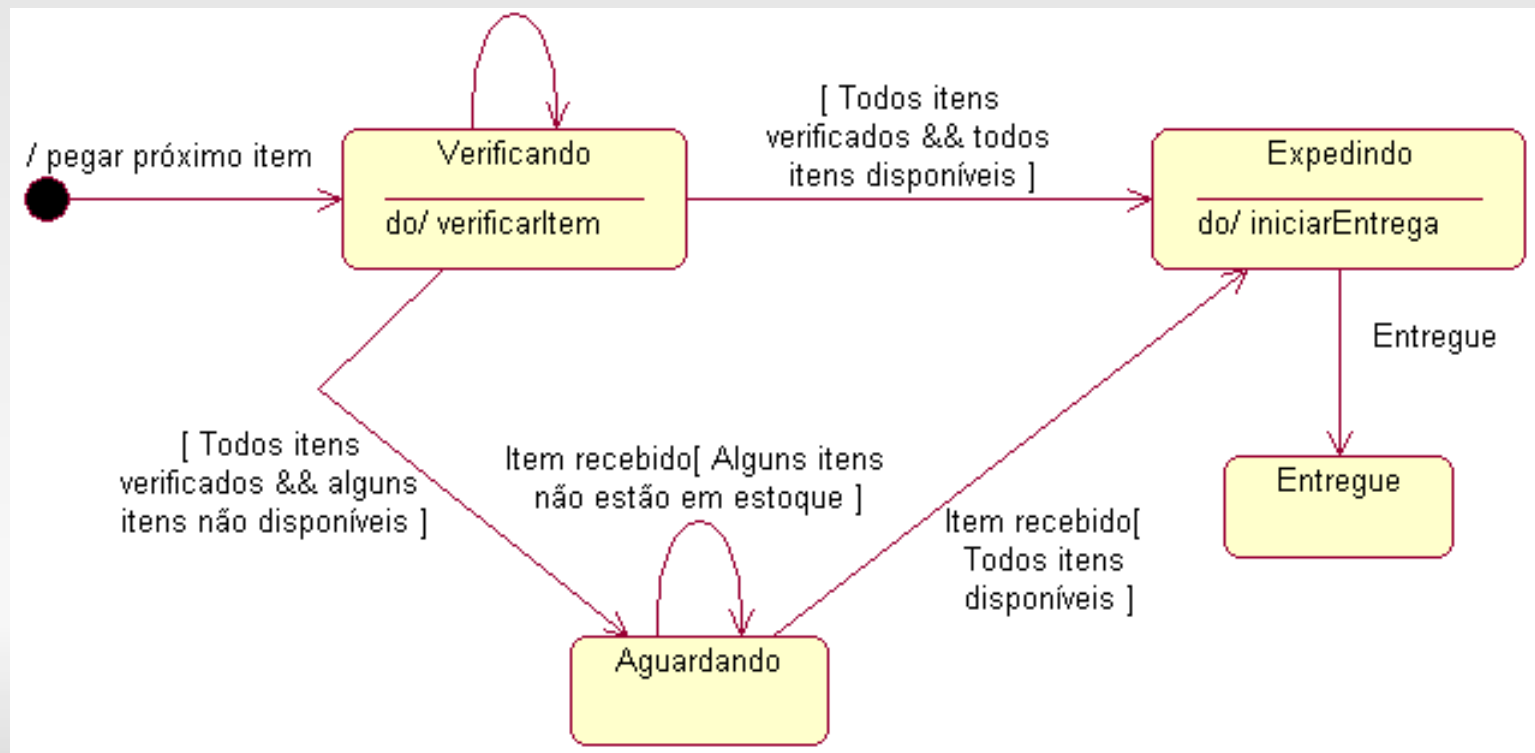 / pegar próximo item
Verificando
do/ verificarItem
[ Todos itens
verificados && todos
itens disponíveis ]
Expedindo
do/ iniciarEntrega
Entregue
Entregue
[ Todos itens
verificados && alguns
itens não disponíveis ]
Item recebido[ Alguns itens
não estão em estoque ]
Item recebido[
Todos itens
disponíveis ]
Aguardando